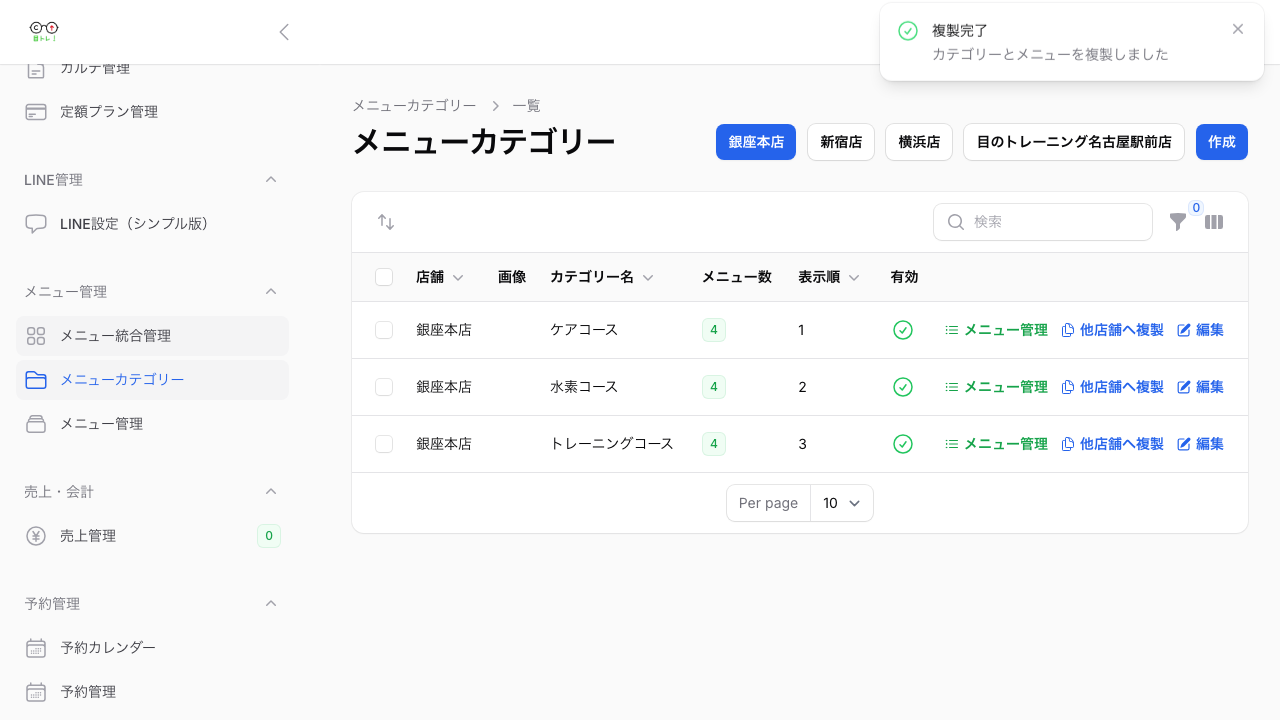 複製完了
カテゴリーとメニューを複製しました
目トレ！
カルテ管理
定額プラン管理
LINE管理
LINE設定（シンプル版）
メニュー管理
メニュー統合管理
メニューカテゴリー
メニュー管理
売上・会計
売上管理 0
予約管理
予約カレンダー
予約管理
メニューカテゴリー 一覧
メニューカテゴリー
銀座本店 新宿店 横浜店 目のトレーニング名古屋駅前店 作成
検索 0
店舗 画像 カテゴリー名 メニュー数 表示順 有効
銀座本店 ケアコース 4 1 メニュー管理 他店舗へ複製 編集
銀座本店 水素コース 4 2 メニュー管理 他店舗へ複製 編集
銀座本店 トレーニングコース 4 3 メニュー管理 他店舗へ複製 編集
Per page 10